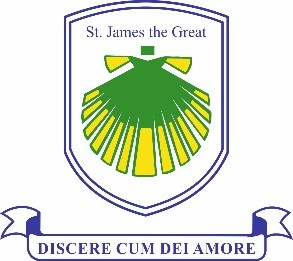 St. James the Great
DISCERE CUM DEI AMORE